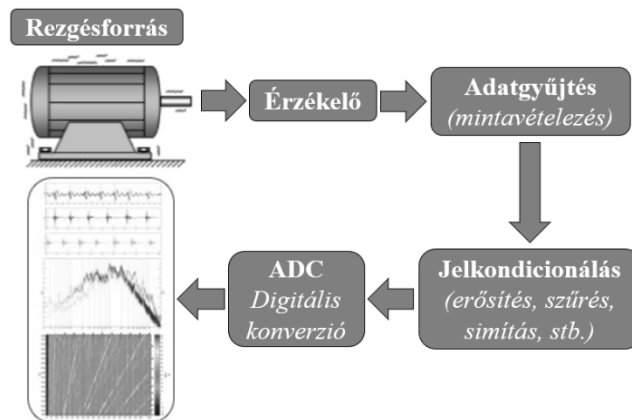 Rezgésforrás
Érzékelő
Adatgyűjtés
(mintavételezés)
Jelkondicionálás
(erősítés, szűrés,
simítás, stb.)
ADC
Digitális
konverzió